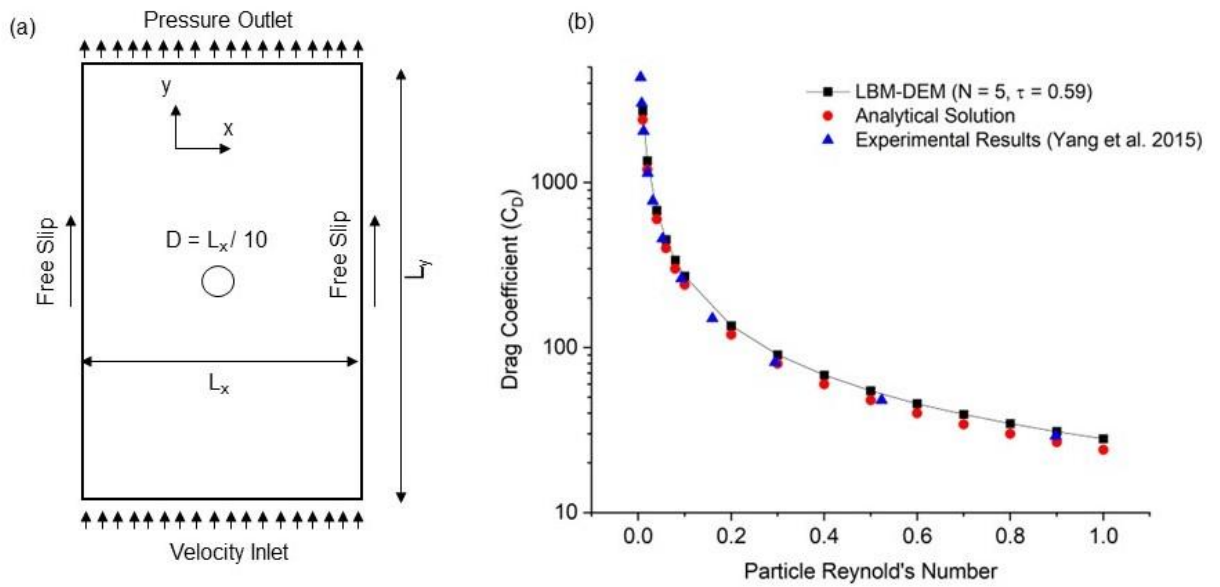 (a)
Pressure Outlet
y
x
Free Slip
D = Lₓ / 10
Free Slip
L_y
Lₓ
Velocity Inlet
(b)
LBM-DEM (N = 5, τ = 0.59)
Analytical Solution
Experimental Results (Yang et al. 2015)
Drag Coefficient (C_D)
1000
100
10
0.0 0.2 0.4 0.6 0.8 1.0
Particle Reynold's Number